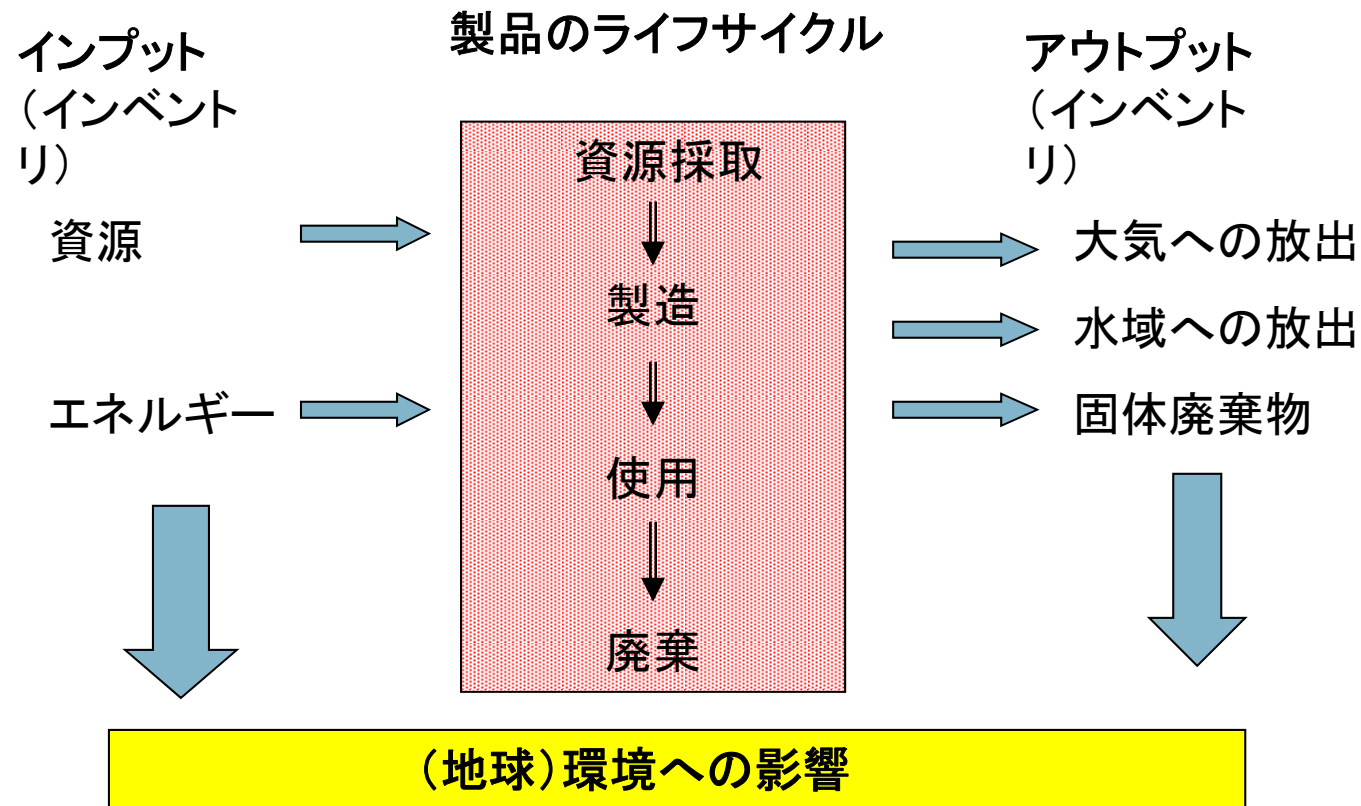 製品のライフサイクル
インプット
（インベント
リ）
資源
エネルギー
資源採取
製造
使用
廃棄
アウトプット
（インベント
リ）
大気への放出
水域への放出
固体廃棄物
（地球）環境への影響